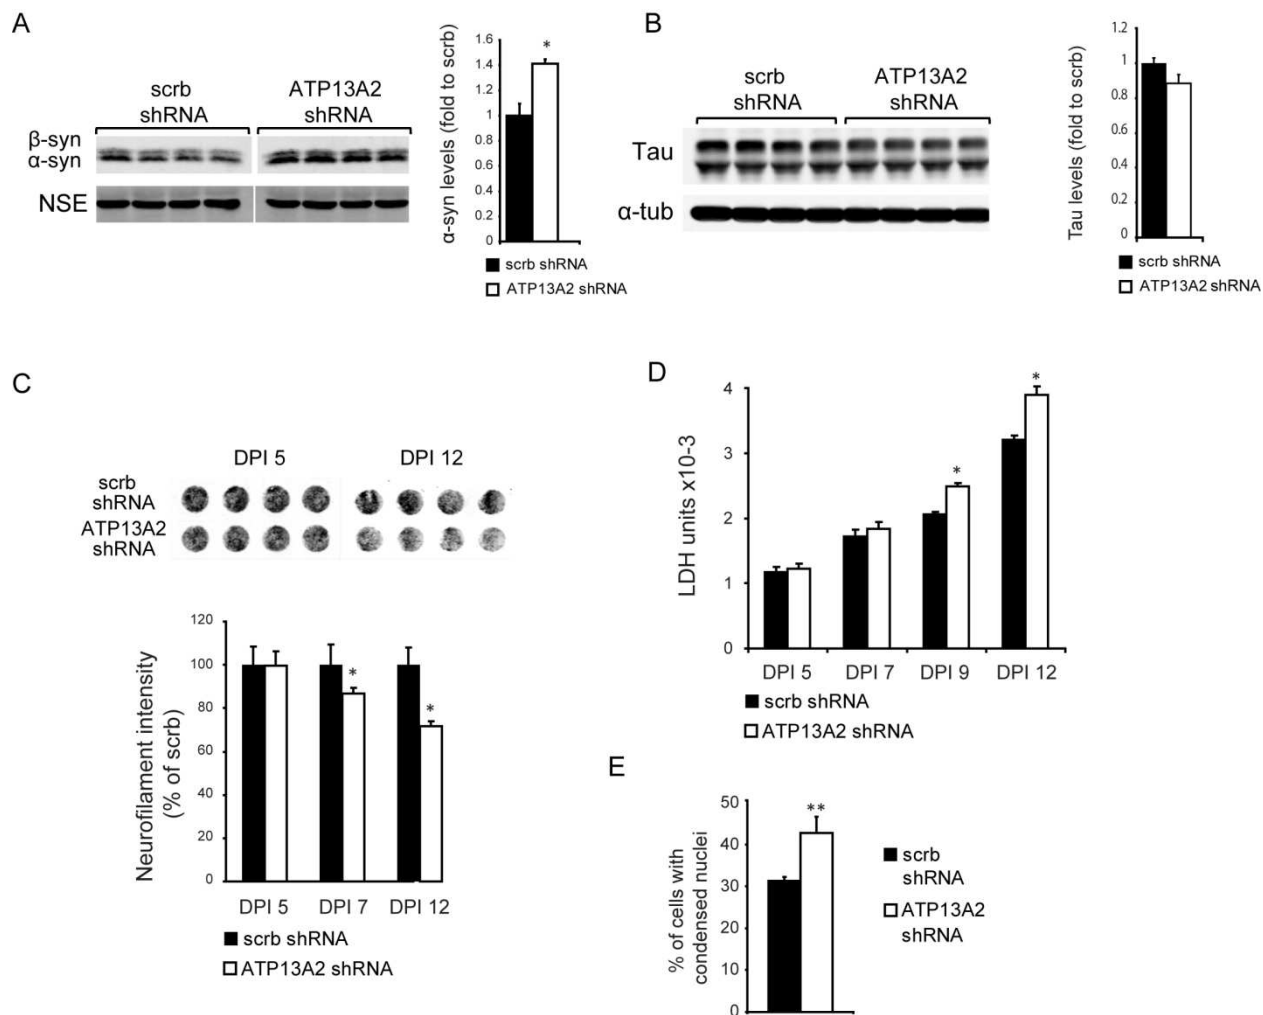 A
scrb
shRNA
ATP13A2
shRNA
β-syn
α-syn
NSE
α-syn levels (fold to scrb)
1.6
1.4
1.2
1
0.8
0.6
0.4
0.2
0
*
scrb shRNA
ATP13A2 shRNA
B
scrb
shRNA
ATP13A2
shRNA
Tau
α-tub
Tau levels (fold to scrb)
1.2
1
0.8
0.6
0.4
0.2
0
scrb shRNA
ATP13A2 shRNA
C
DPI 5
DPI 12
scrb
shRNA
ATP13A2
shRNA
Neurofilament intensity
(% of scrb)
120
100
80
60
40
20
0
*
*
DPI 5
DPI 7
DPI 12
scrb shRNA
ATP13A2 shRNA
D
LDH units x10-3
4
3
2
1
0
*
*
DPI 5
DPI 7
DPI 9
DPI 12
scrb shRNA
ATP13A2 shRNA
E
% of cells with
condensed nuclei
50
40
30
20
10
0
**
scrb
shRNA
ATP13A2
shRNA